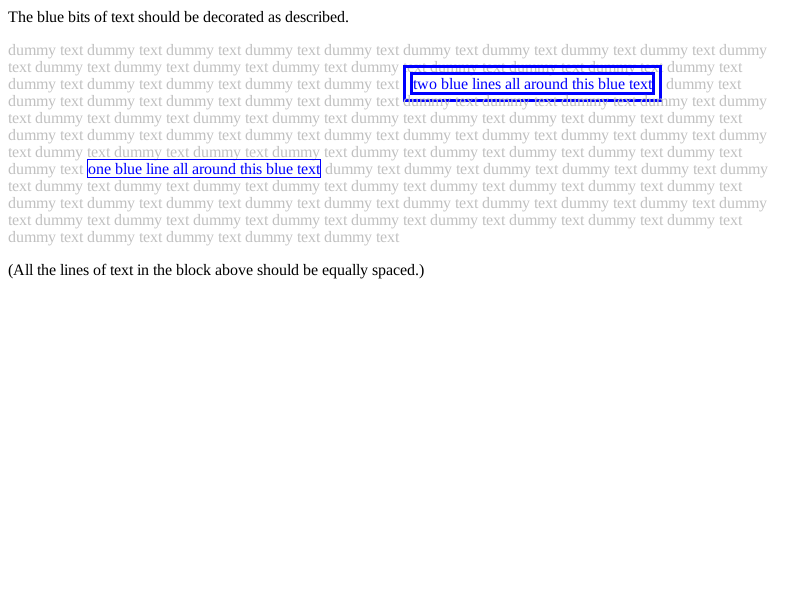 The blue bits of text should be decorated as described.
dummy text dummy text dummy text dummy text dummy text dummy text dummy text dummy text dummy text dummy
text dummy text dummy text dummy text dummy text dummy text dummy text dummy text dummy text dummy text
dummy text dummy text dummy text dummy text dummy text two blue lines all around this blue text dummy text
dummy text dummy text dummy text dummy text dummy text dummy text dummy text dummy text dummy text dummy
text dummy text dummy text dummy text dummy text dummy text dummy text dummy text dummy text dummy text
dummy text dummy text dummy text dummy text dummy text dummy text dummy text dummy text dummy text dummy
text dummy text dummy text dummy text dummy text dummy text dummy text dummy text dummy text dummy text
dummy text one blue line all around this blue text dummy text dummy text dummy text dummy text dummy text dummy
text dummy text dummy text dummy text dummy text dummy text dummy text dummy text dummy text dummy text
dummy text dummy text dummy text dummy text dummy text dummy text dummy text dummy text dummy text dummy
text dummy text dummy text dummy text dummy text dummy text dummy text dummy text dummy text dummy text
dummy text dummy text dummy text dummy text dummy text
(All the lines of text in the block above should be equally spaced.)